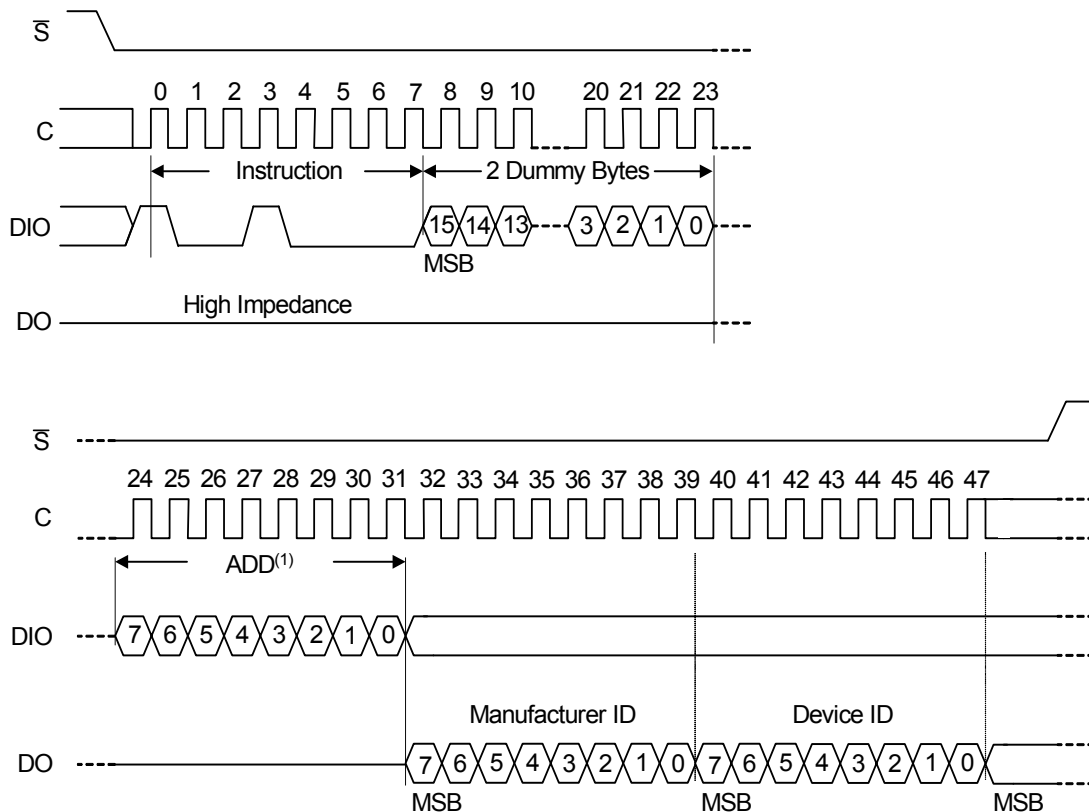 S̅
0 1 2 3 4 5 6 7 8 9 10 20 21 22 23
C
Instruction 2 Dummy Bytes
DIO 15 14 13 3 2 1 0
MSB
High Impedance
DO
S̅
24 25 26 27 28 29 30 31 32 33 34 35 36 37 38 39 40 41 42 43 44 45 46 47
C
ADD(1)
DIO 7 6 5 4 3 2 1 0
Manufacturer ID Device ID
DO 7 6 5 4 3 2 1 0 7 6 5 4 3 2 1 0
MSB MSB MSB